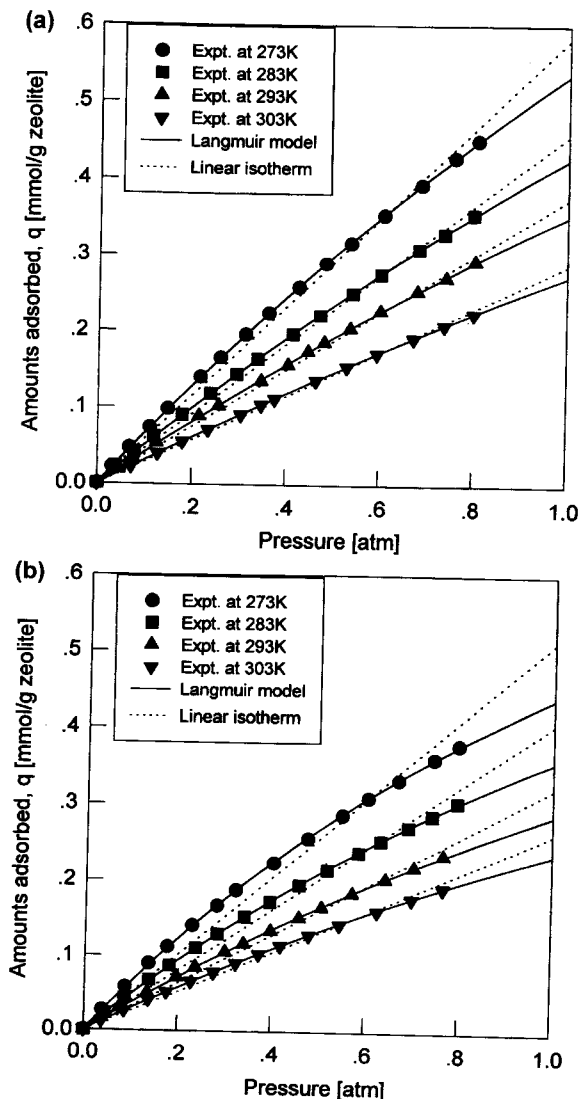 (a)
.6
.5
.4
.3
.2
.1
0.0
Amounts adsorbed, q [mmol/g zeolite]
Expt. at 273K
Expt. at 283K
Expt. at 293K
Expt. at 303K
Langmuir model
Linear isotherm
0.0 .2 .4 .6 .8 1.0
Pressure [atm]
(b)
.6
.5
.4
.3
.2
.1
0.0
Amounts adsorbed, q [mmol/g zeolite]
Expt. at 273K
Expt. at 283K
Expt. at 293K
Expt. at 303K
Langmuir model
Linear isotherm
0.0 .2 .4 .6 .8 1.0
Pressure [atm]